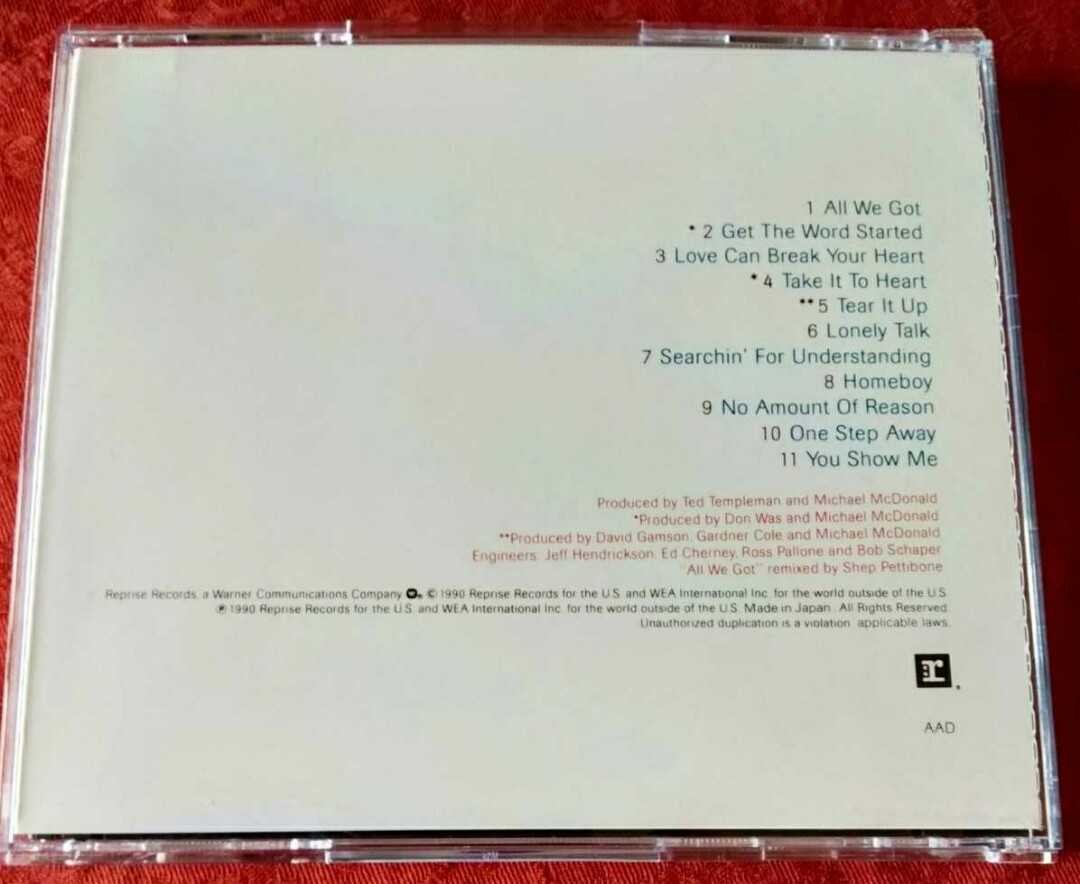 1 All We Got
* 2 Get The Word Started
3 Love Can Break Your Heart
* 4 Take It To Heart
** 5 Tear It Up
6 Lonely Talk
7 Searchin' For Understanding
8 Homeboy
9 No Amount Of Reason
10 One Step Away
11 You Show Me
Produced by Ted Templeman and Michael McDonald
*Produced by Don Was and Michael McDonald
**Produced by David Gamson, Gardner Cole and Michael McDonald
Engineers: Jeff Hendrickson, Ed Cherney, Ross Pallone and Bob Schaper
"All We Got" remixed by Shep Pettibone
Reprise Records, a Warner Communications Company ® © 1990 Reprise Records for the U.S. and WEA International Inc. for the world outside of the U.S.
℗ 1990 Reprise Records for the U.S. and WEA International Inc. for the world outside of the U.S. Made in Japan. All Rights Reserved.
Unauthorized duplication is a violation applicable laws.
:r ®
AAD